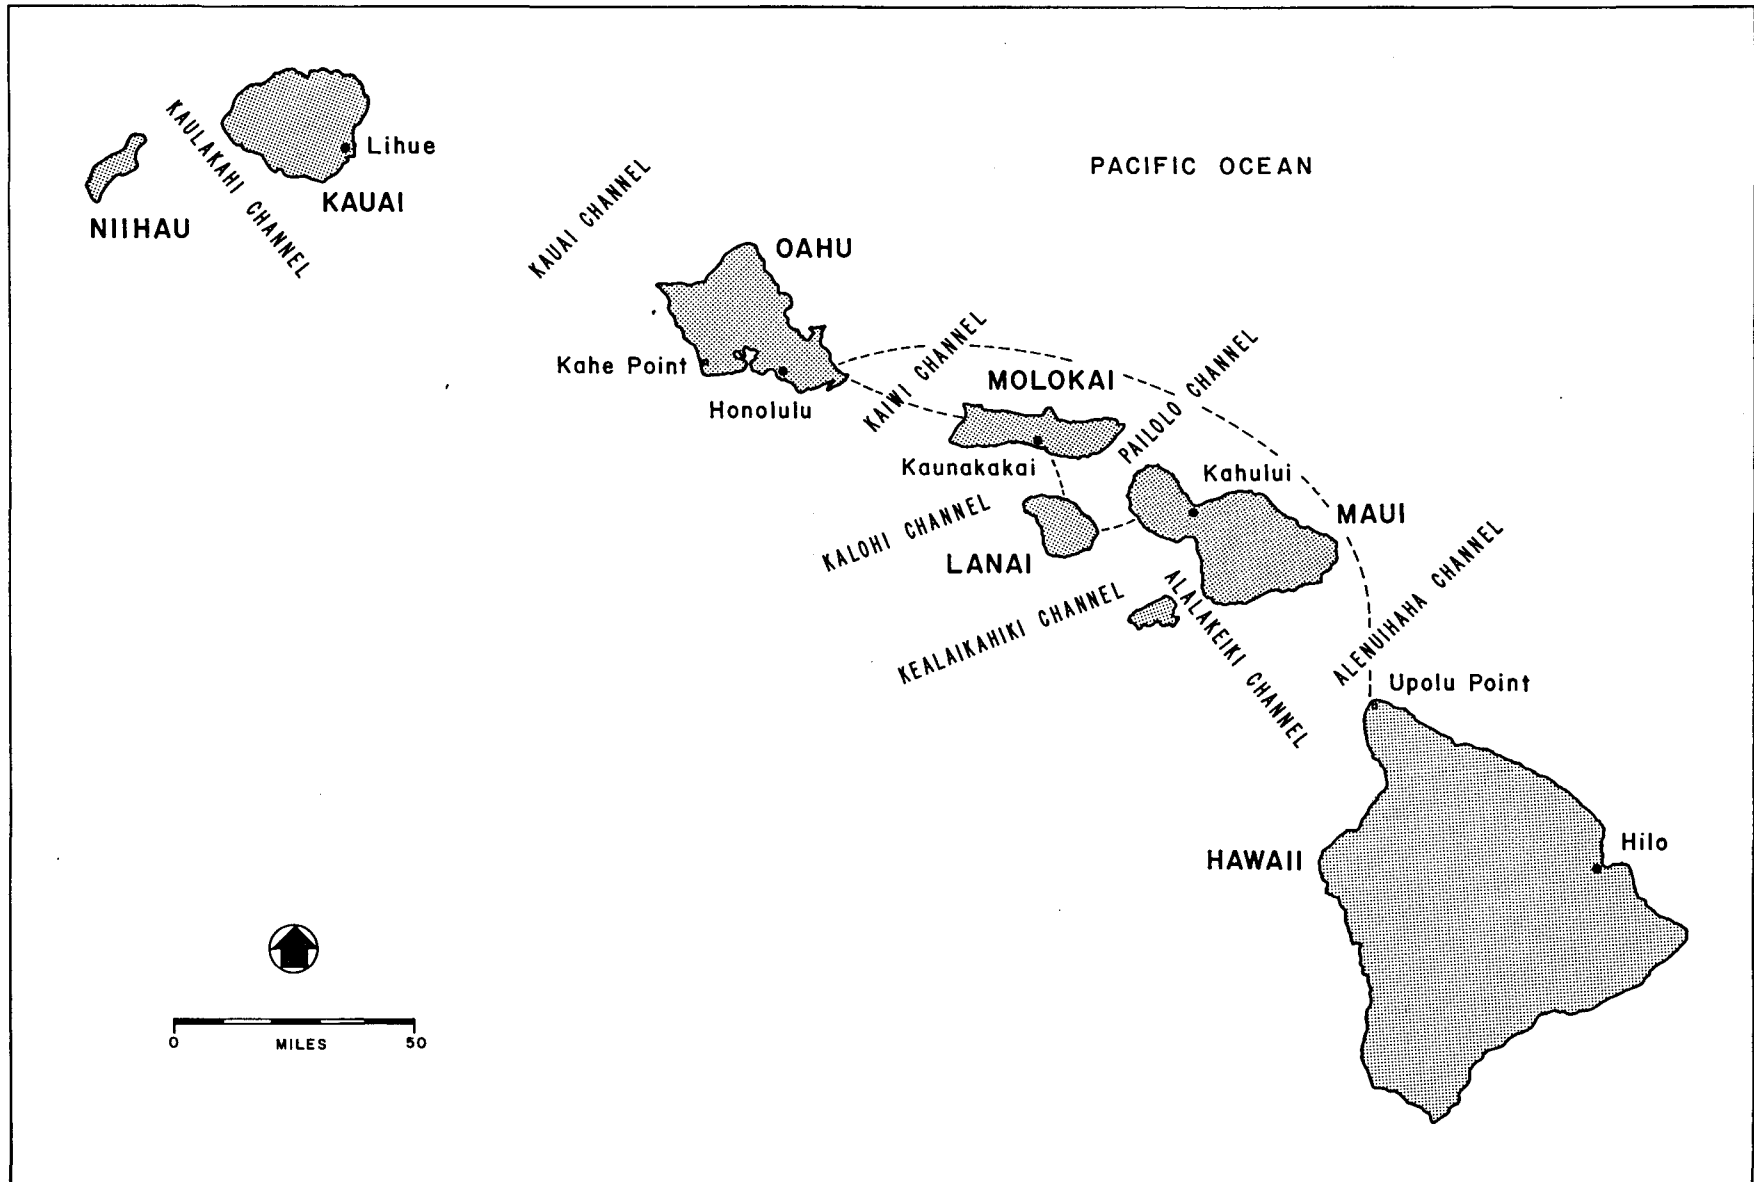 KAULAKAHI CHANNEL
Lihue
KAUAI
NIIHAU
KAUAI CHANNEL
PACIFIC OCEAN
OAHU
Kahe Point
Honolulu
KAIWI CHANNEL
MOLOKAI
PAILOLO CHANNEL
Kaunakakai
Kahului
KALOHI CHANNEL
LANAI
MAUI
KEALAIKAHIKI CHANNEL
ALALAKEIKI CHANNEL
ALENUIHAHA CHANNEL
Upolu Point
HAWAII
Hilo
0 MILES 50